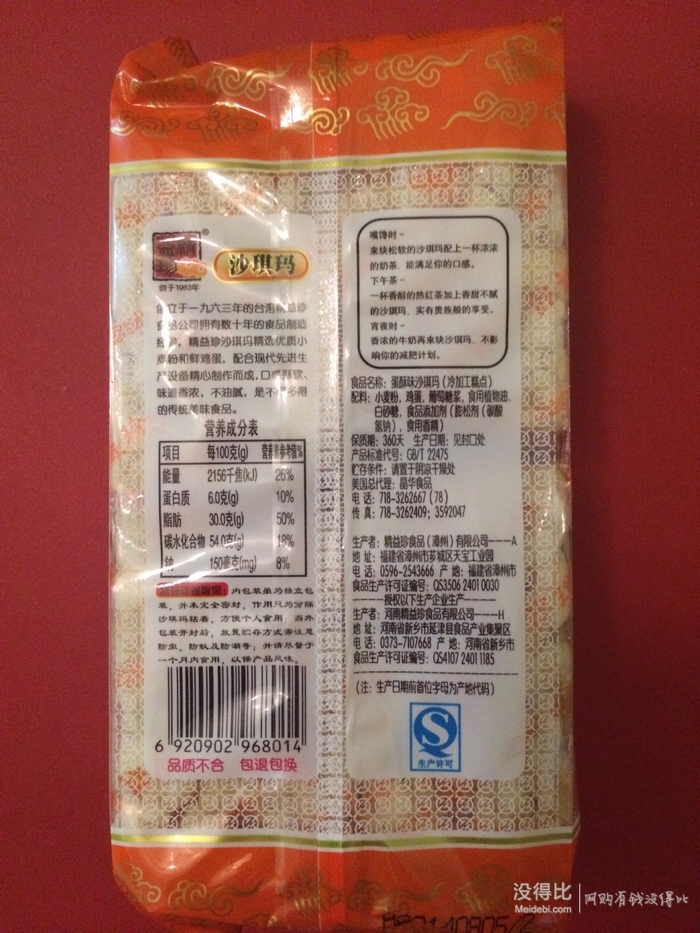 精益珍
®
创于1963年
沙琪玛
创立于一九六三年的台湾精益珍
食品公司拥有数十年的食品制造
经验，精益珍沙琪玛精选优质小
麦粉和鲜鸡蛋，配合现代先进生
产设备精心制作而成，口感酥软、
味道香浓，不油腻，是不可多得
的传统美味食品。
营养成分表
项目 每100克(g) 营养素参考值%
能量 2156千焦(kJ) 26%
蛋白质 6.0克(g) 10%
脂肪 30.0克(g) 50%
碳水化合物 54.0克(g) 18%
钠 150毫克(mg) 8%
内包装虽为独立包
装，并未完全密封，作用只为分隔
沙琪玛粘着，方便个人食用，当外
包装开封后，放置贮存方式需注意
防虫、防蚁及防潮等，并请尽量于
一个月内食用，以保产品风味。
6 920902 968014
品质不合 包退包换
嘴馋时-
来块松软的沙琪玛配上一杯浓浓
的奶茶，能满足你的口感。
下午茶-
一杯香醇的热红茶加上香甜不腻
的沙琪玛，实有贵族般的享受。
宵夜时-
香浓的牛奶再来块沙琪玛，不影
响你的减肥计划。
食品名称：蛋酥味沙琪玛（冷加工糕点）
配料：小麦粉，鸡蛋，葡萄糖浆，食用植物油，
白砂糖，食品添加剂（膨松剂（碳酸
氢钠），食用香精）
保质期：360天 生产日期：见封口处
产品标准代号：GB/T 22475
贮存条件：请置于阴凉干燥处
美国总代理：晶华食品
电 话：718-3262667（78）
传 真：718-3262409；3592047
生产者：精益珍食品（漳州）有限公司———A
地 址：福建省漳州市芗城区天宝工业园
电 话：0596-2543666 产 地：福建省漳州市
食品生产许可证编号：QS3506 2401 0030
———授权以下生产企业生产———
生产者：河南精益珍食品有限公司———H
地 址：河南省新乡市延津县食品产业集聚区
电 话：0373-7107668 产 地：河南省新乡市
食品生产许可证编号：QS4107 2401 1185
（注：生产日期前首位字母为产地代码）
生产许可
没得比
Meidebi.com
网购有钱没得比